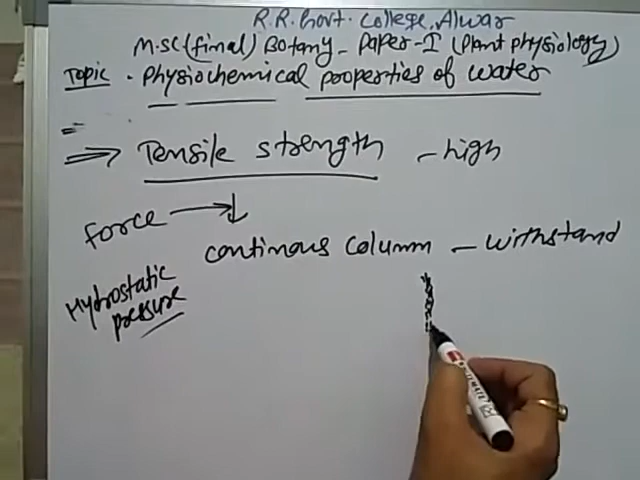 R.R. Govt. College, Alwar
M.SC (final) Botany - Paper-I (Plant physiology)
Topic . Physiochemical properties of water
=> Tensile strength - high
force →↓
continous column - withstand
Hydrostatic
pressure